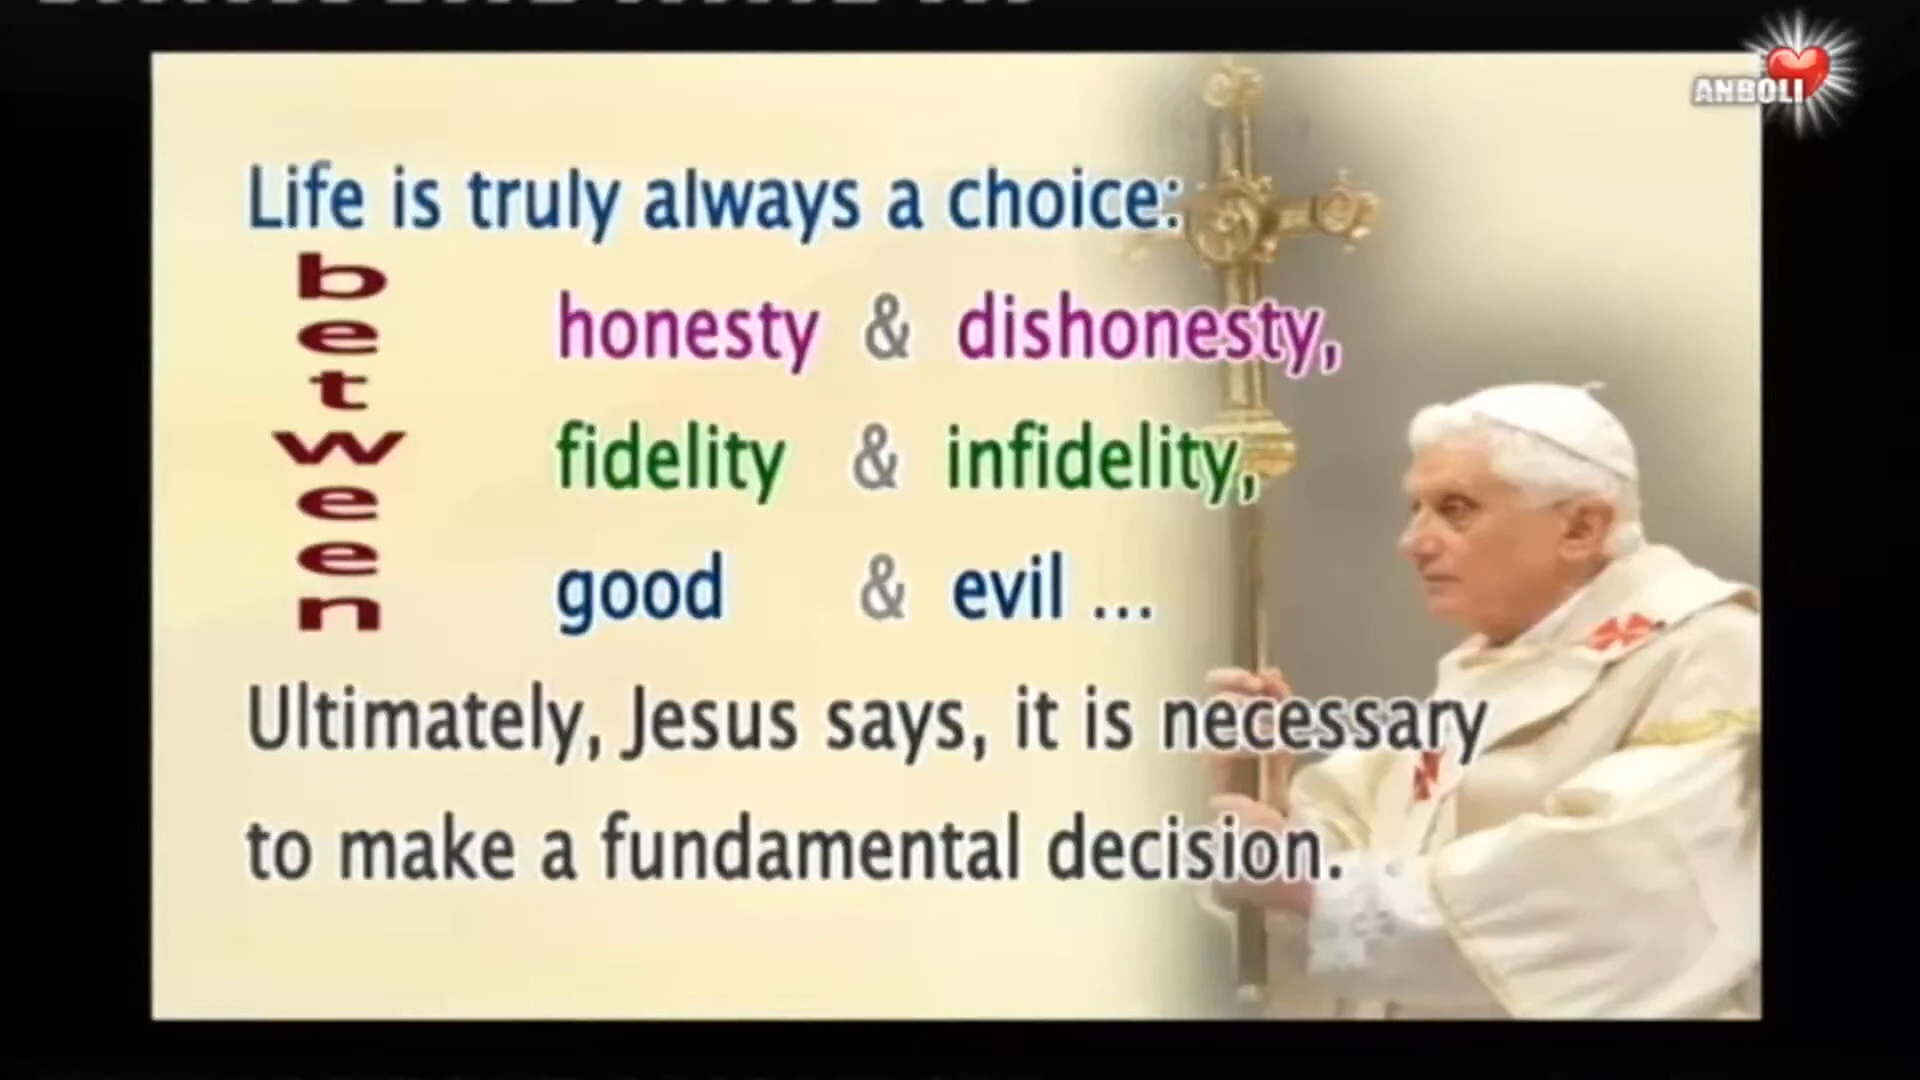 ANBOLI
Life is truly always a choice:
between
honesty & dishonesty,
fidelity & infidelity,
good & evil ...
Ultimately, Jesus says, it is necessary
to make a fundamental decision.